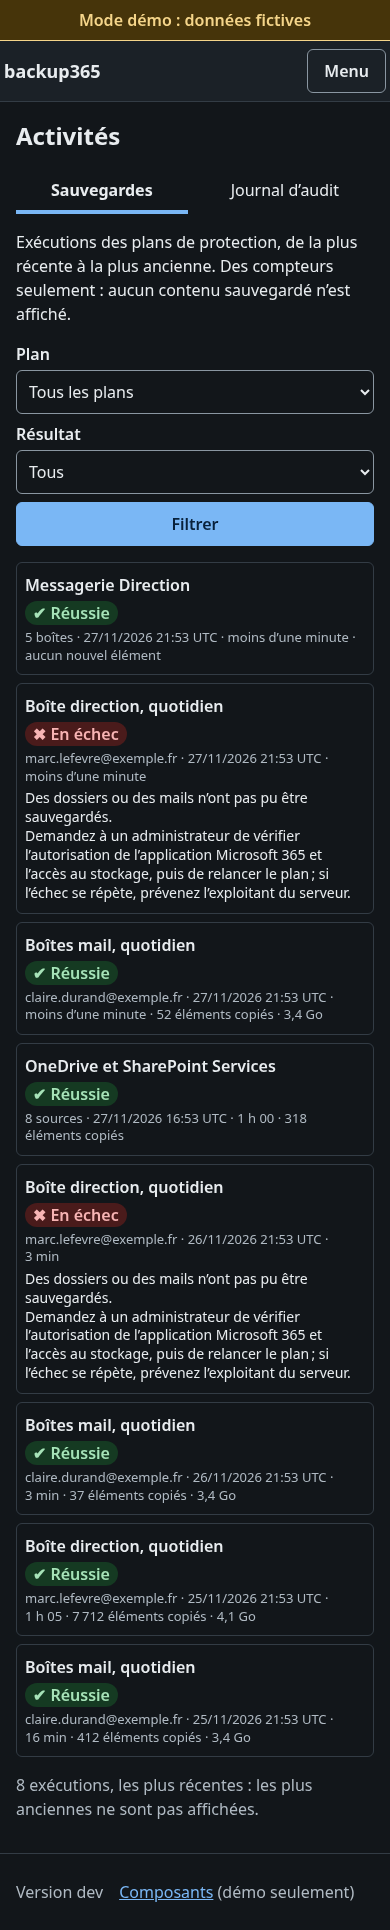 Mode démo : données fictives
backup365
Menu
Activités
Sauvegardes
Journal d’audit
Exécutions des plans de protection, de la plus
récente à la plus ancienne. Des compteurs
seulement : aucun contenu sauvegardé n’est
affiché.
Plan
Tous les plans
Résultat
Tous
Filtrer
Messagerie Direction
✔ Réussie
5 boîtes · 27/11/2026 21:53 UTC · moins d’une minute ·
aucun nouvel élément
Boîte direction, quotidien
✖ En échec
marc.lefevre@exemple.fr · 27/11/2026 21:53 UTC ·
moins d’une minute
Des dossiers ou des mails n’ont pas pu être
sauvegardés.
Demandez à un administrateur de vérifier
l’autorisation de l’application Microsoft 365 et
l’accès au stockage, puis de relancer le plan ; si
l’échec se répète, prévenez l’exploitant du serveur.
Boîtes mail, quotidien
✔ Réussie
claire.durand@exemple.fr · 27/11/2026 21:53 UTC ·
moins d’une minute · 52 éléments copiés · 3,4 Go
OneDrive et SharePoint Services
✔ Réussie
8 sources · 27/11/2026 16:53 UTC · 1 h 00 · 318
éléments copiés
Boîte direction, quotidien
✖ En échec
marc.lefevre@exemple.fr · 26/11/2026 21:53 UTC ·
3 min
Des dossiers ou des mails n’ont pas pu être
sauvegardés.
Demandez à un administrateur de vérifier
l’autorisation de l’application Microsoft 365 et
l’accès au stockage, puis de relancer le plan ; si
l’échec se répète, prévenez l’exploitant du serveur.
Boîtes mail, quotidien
✔ Réussie
claire.durand@exemple.fr · 26/11/2026 21:53 UTC ·
3 min · 37 éléments copiés · 3,4 Go
Boîte direction, quotidien
✔ Réussie
marc.lefevre@exemple.fr · 25/11/2026 21:53 UTC ·
1 h 05 · 7 712 éléments copiés · 4,1 Go
Boîtes mail, quotidien
✔ Réussie
claire.durand@exemple.fr · 25/11/2026 21:53 UTC ·
16 min · 412 éléments copiés · 3,4 Go
8 exécutions, les plus récentes : les plus
anciennes ne sont pas affichées.
Version dev Composants (démo seulement)